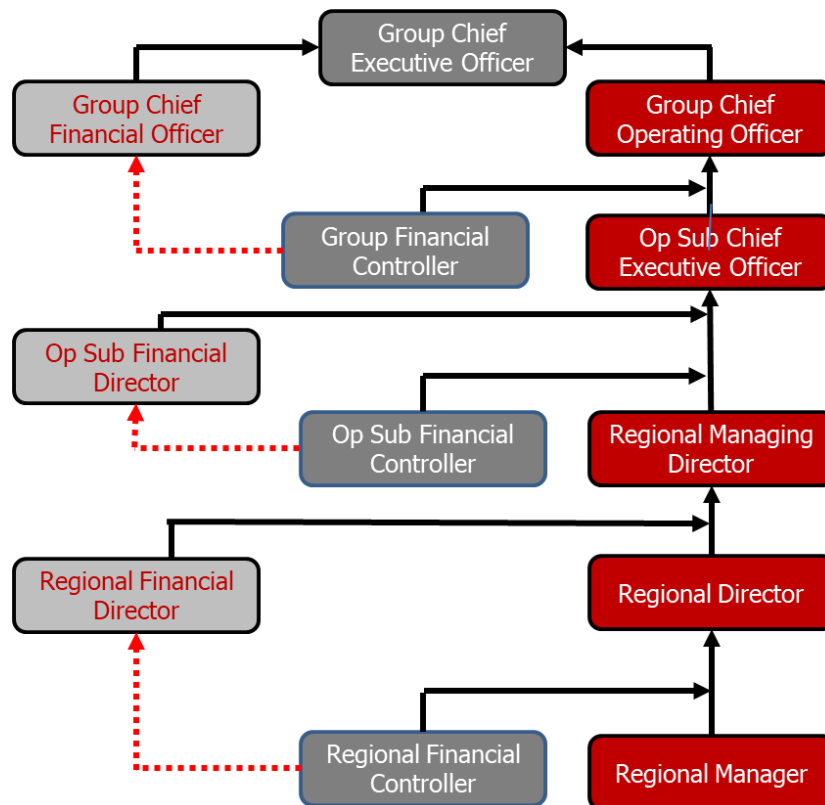 Group Chief
Executive Officer
Group Chief
Financial Officer
Group Chief
Operating Officer
Group Financial
Controller
Op Sub Chief
Executive Officer
Op Sub Financial
Director
Op Sub Financial
Controller
Regional Managing
Director
Regional Financial
Director
Regional Director
Regional Financial
Controller
Regional Manager